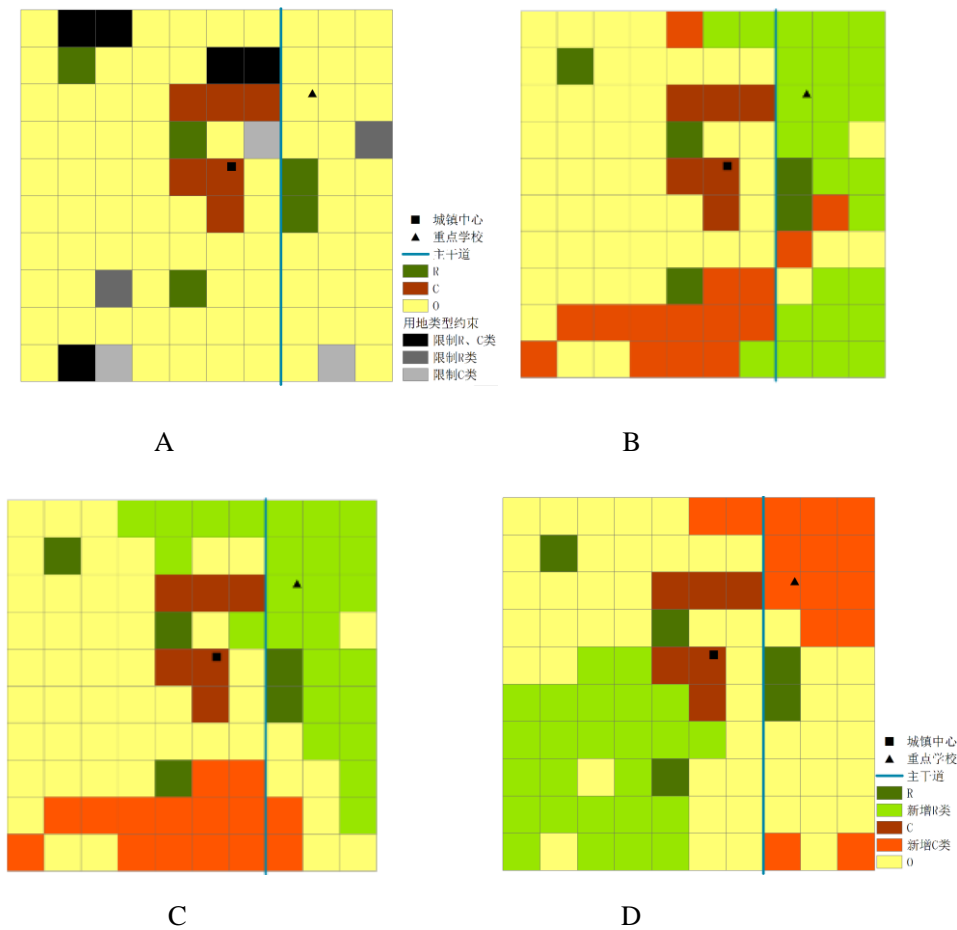 城镇中心
重点学校
主干道
R
C
O
用地类型约束
限制R、C类
限制R类
限制C类
A
B
城镇中心
重点学校
主干道
R
新增R类
C
新增C类
O
C
D